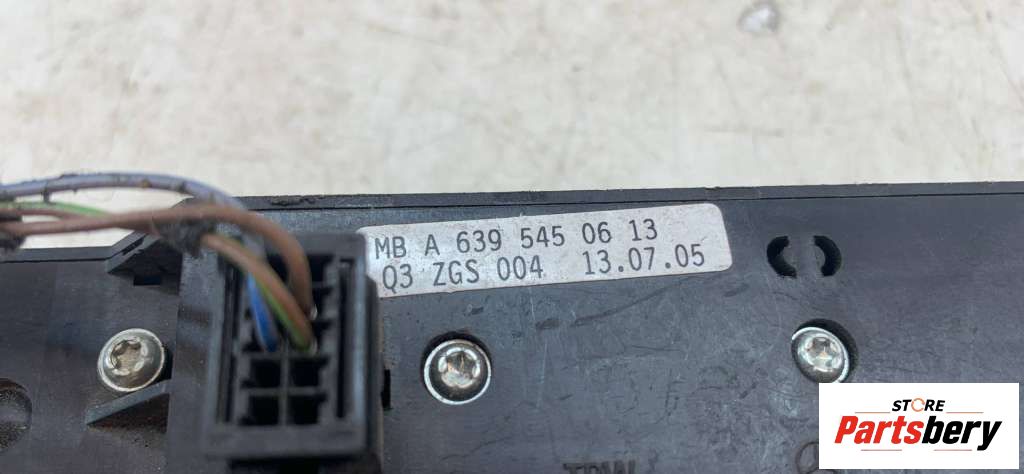 MB A 639 545 06 13
Q3 ZGS 004 13.07.05
STORE
Partsbery